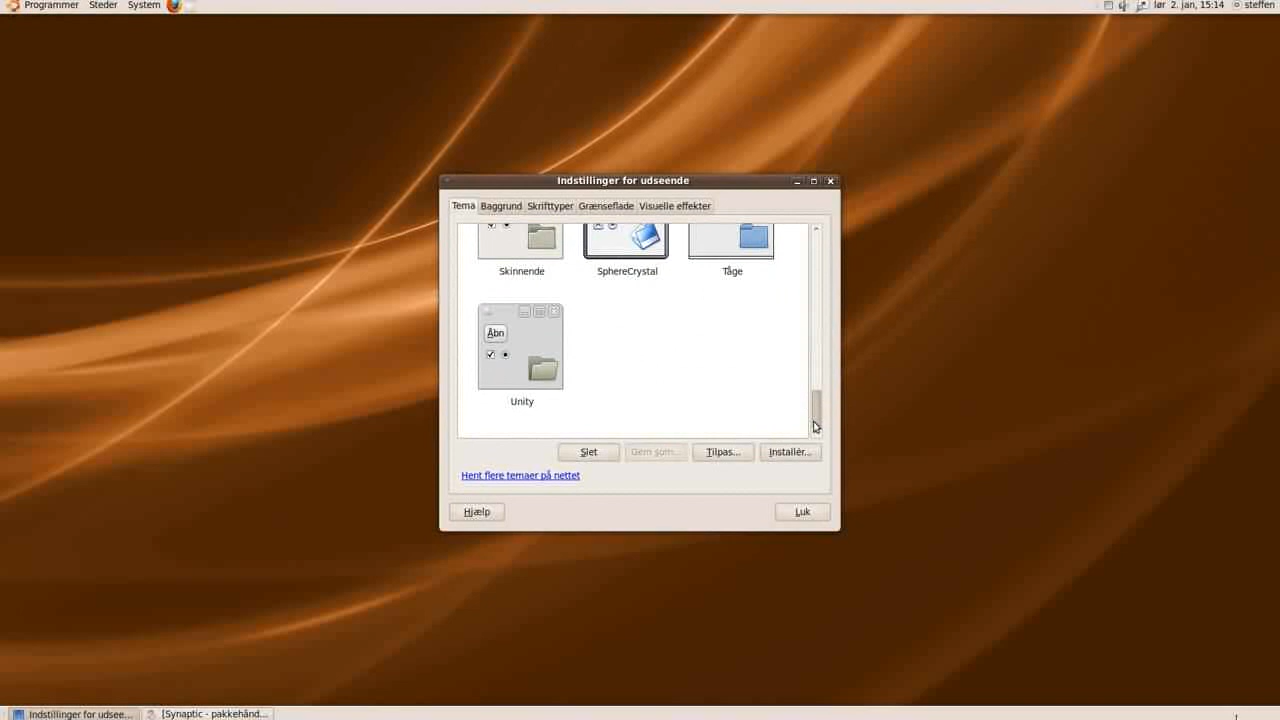 Programmer Steder System lør 2. jan, 15:14 steffen
Indstillinger for udseende
Tema Baggrund Skrifttyper Grænseflade Visuelle effekter
Skinnende SphereCrystal Tåge
Åbn
Unity
Slet Gem som... Tilpas... Installér...
Hent flere temaer på nettet
Hjælp Luk
Indstillinger for udsee... [Synaptic - pakkehånd...